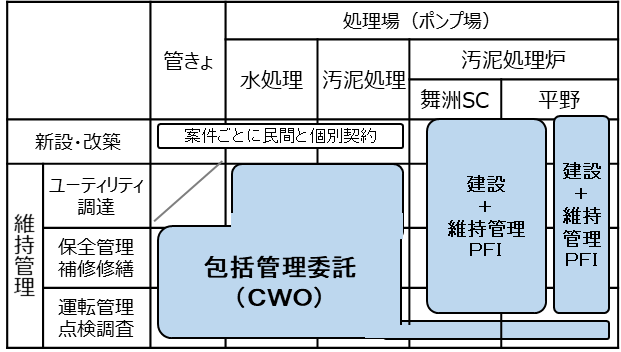 処理場（ポンプ場）
管きょ
汚泥処理炉
水処理
汚泥処理
舞洲SC
平野
新設・改築
案件ごとに民間と個別契約
維持管理
ユーティリティ
調達
建設
＋
維持管理
PFI
建設
＋
維持
管理
PFI
保全管理
補修修繕
包括管理委託
（CWO）
運転管理
点検調査